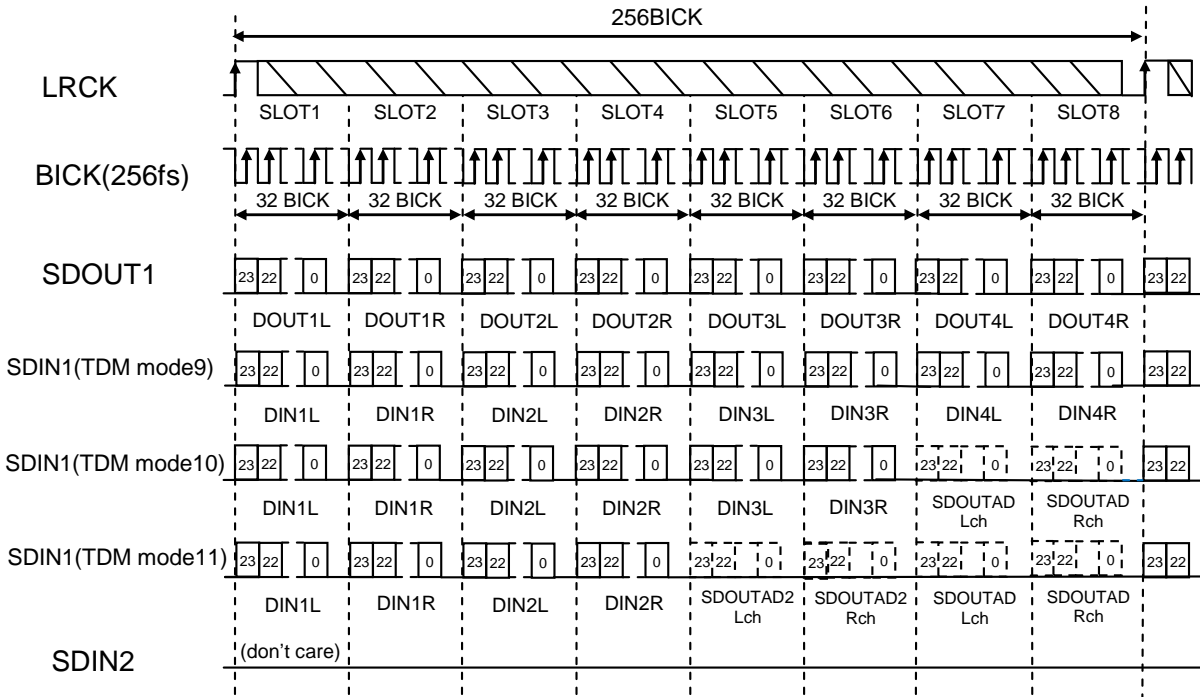 256BICK
LRCK
SLOT1 SLOT2 SLOT3 SLOT4 SLOT5 SLOT6 SLOT7 SLOT8
BICK(256fs)
32 BICK 32 BICK 32 BICK 32 BICK 32 BICK 32 BICK 32 BICK 32 BICK
SDOUT1
23 22 0 23 22 0 23 22 0 23 22 0 23 22 0 23 22 0 23 22 0 23 22 0 23 22
DOUT1L DOUT1R DOUT2L DOUT2R DOUT3L DOUT3R DOUT4L DOUT4R
SDIN1(TDM mode9)
23 22 0 23 22 0 23 22 0 23 22 0 23 22 0 23 22 0 23 22 0 23 22 0 23 22
DIN1L DIN1R DIN2L DIN2R DIN3L DIN3R DIN4L DIN4R
SDIN1(TDM mode10)
23 22 0 23 22 0 23 22 0 23 22 0 23 22 0 23 22 0 23 22 0 23 22 0 23 22
DIN1L DIN1R DIN2L DIN2R DIN3L DIN3R SDOUTAD Lch SDOUTAD Rch
SDIN1(TDM mode11)
23 22 0 23 22 0 23 22 0 23 22 0 23 22 0 23 22 0 23 22 0 23 22 0 23 22
DIN1L DIN1R DIN2L DIN2R SDOUTAD2 Lch SDOUTAD2 Rch SDOUTAD Lch SDOUTAD Rch
SDIN2
(don't care)